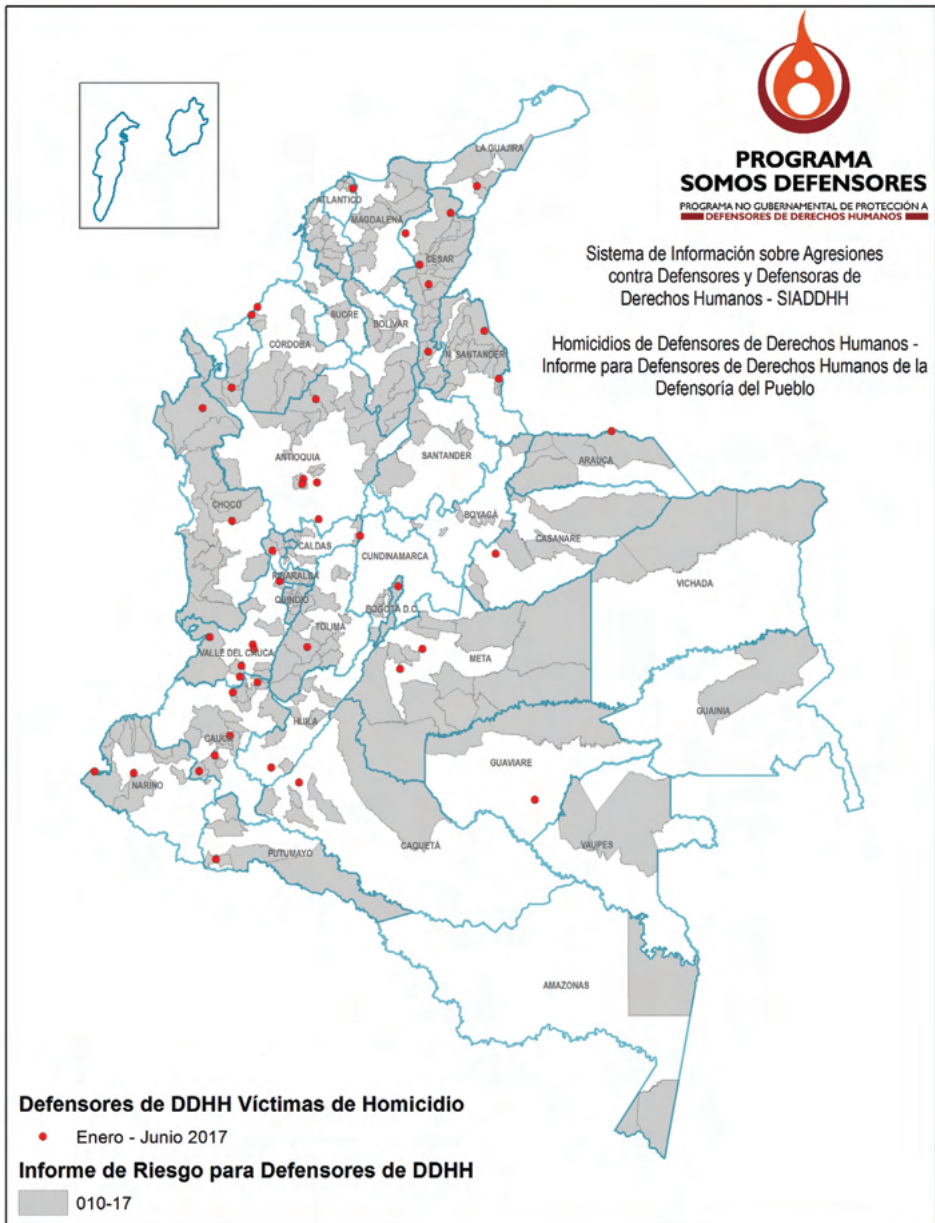 PROGRAMA
SOMOS DEFENSORES
PROGRAMA NO GUBERNAMENTAL DE PROTECCIÓN A
DEFENSORES DE DERECHOS HUMANOS
Sistema de Información sobre Agresiones
contra Defensores y Defensoras de
Derechos Humanos - SIADDHH
Homicidios de Defensores de Derechos Humanos -
Informe para Defensores de Derechos Humanos de la
Defensoría del Pueblo
LA GUAJIRA
ATLANTICO
MAGDALENA
CESAR
SUCRE
BOLIVAR
CÓRDOBA
N. SANTANDER
ANTIOQUIA
SANTANDER
ARAUCA
CHOCÓ
BOYACÁ
CALDAS
CASANARE
CUNDINAMARCA
RISARALDA
VICHADA
QUINDIO
BOGOTÁ D.C.
TOLIMA
VALLE DEL CAUCA
META
GUAINIA
HUILA
CAUCA
GUAVIARE
NARIÑO
CAQUETÁ
VAUPES
PUTUMAYO
AMAZONAS
Defensores de DDHH Víctimas de Homicidio
Enero - Junio 2017
Informe de Riesgo para Defensores de DDHH
010-17